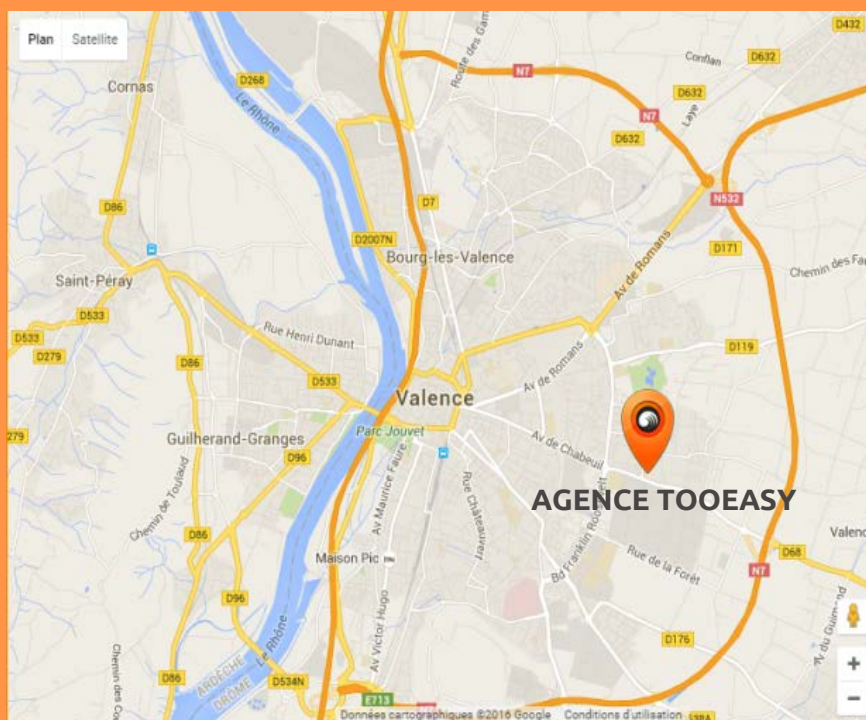 Plan Satellite
D432
D632
Conflan
Route des Gam
N7
D268
Cornas
D632
Laye
N7
Le Rhône
D632
D86
D7
N532
D2007N
D171
Bourg-lès-Valence
Av de Romans
Chemin des Fau
Saint-Péray
D533
D533
Rue Henri Dunant
D279
D86
D119
Av de Romans
D533
Valence
279
Guilherand-Granges
Parc Jouvet
Av de Chabeuil
D96
Av Maurice Faure
Rue Châteauvert
AGENCE TOOEASY
Chemin de Toulaud
Bd Franklin Roosevelt
D86
Valenc
Maison Pic
Rue de la Forêt
D68
N7
D96
Av Victor Hugo
Av du Guimand
D176
Chemin des Co
Le Rhône
D86
ARDÈCHE
DRÔME
D534N
E713
Données cartographiques ©2016 Google Conditions d'utilisation